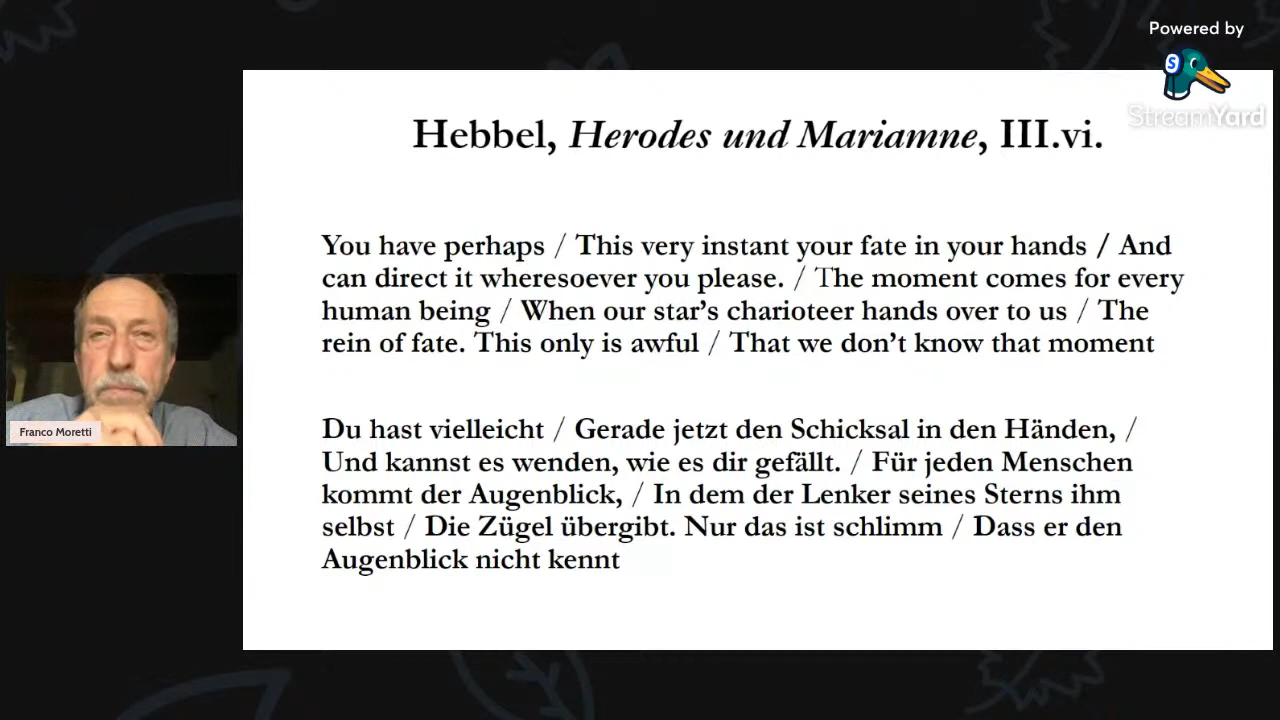 Powered by
StreamYard
Hebbel, Herodes und Mariamne, III.vi.
You have perhaps / This very instant your fate in your hands / And
can direct it wheresoever you please. / The moment comes for every
human being / When our star’s charioteer hands over to us / The
rein of fate. This only is awful / That we don’t know that moment
Du hast vielleicht / Gerade jetzt den Schicksal in den Händen, /
Und kannst es wenden, wie es dir gefällt. / Für jeden Menschen
kommt der Augenblick, / In dem der Lenker seines Sterns ihm
selbst / Die Zügel übergibt. Nur das ist schlimm / Dass er den
Augenblick nicht kennt
Franco Moretti